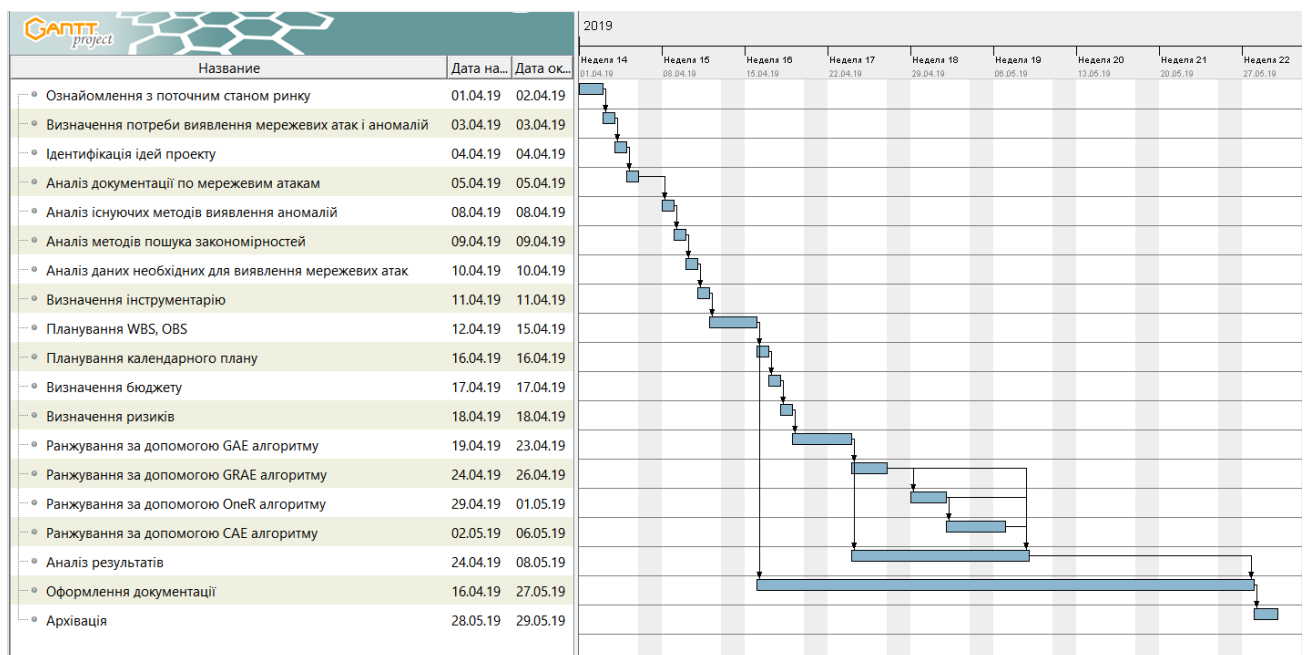 GANTT
project
2019
Название Дата на... Дата ок...
Неделя 14 Неделя 15 Неделя 16 Неделя 17 Неделя 18 Неделя 19 Неделя 20 Неделя 21 Неделя 22
01.04.19 08.04.19 15.04.19 22.04.19 29.04.19 06.05.19 13.05.19 20.05.19 27.05.19
Ознайомлення з поточним станом ринку 01.04.19 02.04.19
Визначення потреби виявлення мережевих атак і аномалій 03.04.19 03.04.19
Ідентифікація ідей проекту 04.04.19 04.04.19
Аналіз документації по мережевим атакам 05.04.19 05.04.19
Аналіз існуючих методів виявлення аномалій 08.04.19 08.04.19
Аналіз методів пошука закономірностей 09.04.19 09.04.19
Аналіз даних необхідних для виявлення мережевих атак 10.04.19 10.04.19
Визначення інструментарію 11.04.19 11.04.19
Планування WBS, OBS 12.04.19 15.04.19
Планування календарного плану 16.04.19 16.04.19
Визначення бюджету 17.04.19 17.04.19
Визначення ризиків 18.04.19 18.04.19
Ранжування за допомогою GAE алгоритму 19.04.19 23.04.19
Ранжування за допомогою GRAE алгоритму 24.04.19 26.04.19
Ранжування за допомогою OneR алгоритму 29.04.19 01.05.19
Ранжування за допомогою CAE алгоритму 02.05.19 06.05.19
Аналіз результатів 24.04.19 08.05.19
Оформлення документації 16.04.19 27.05.19
Архівація 28.05.19 29.05.19